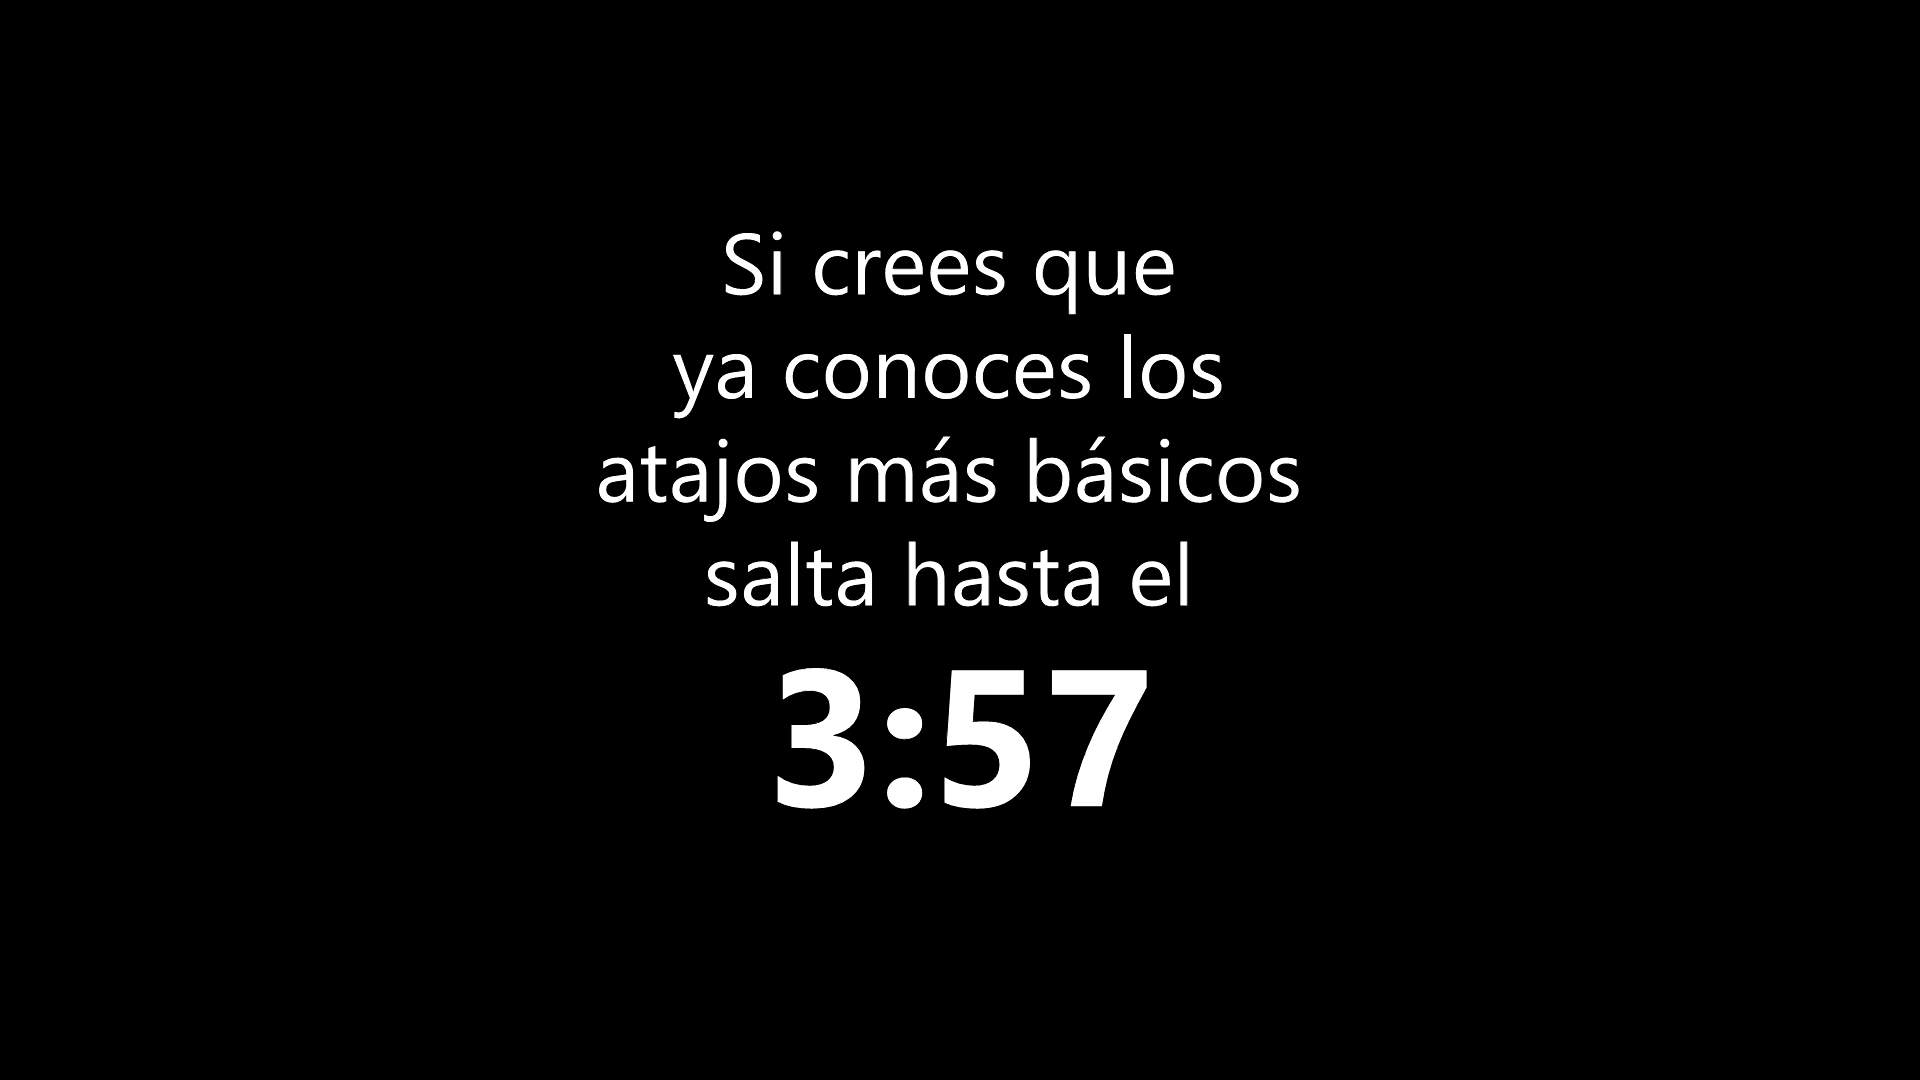 Si crees que
ya conoces los
atajos más básicos
salta hasta el
3:57